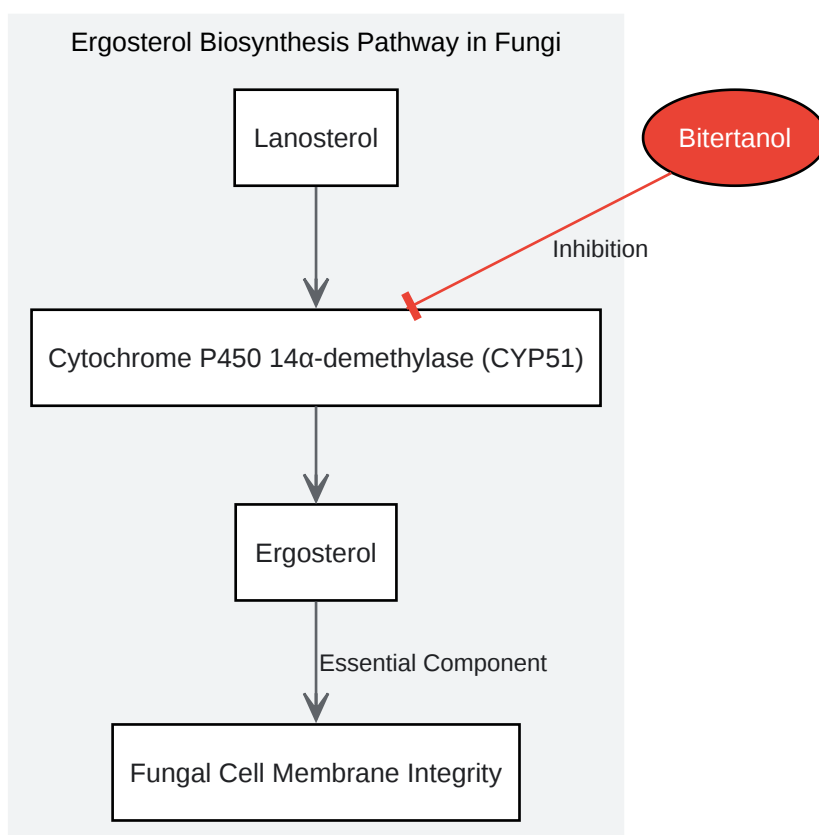 Ergosterol Biosynthesis Pathway in Fungi
Lanosterol
Bitertanol
Inhibition
Cytochrome P450 14α-demethylase (CYP51)
Ergosterol
Essential Component
Fungal Cell Membrane Integrity